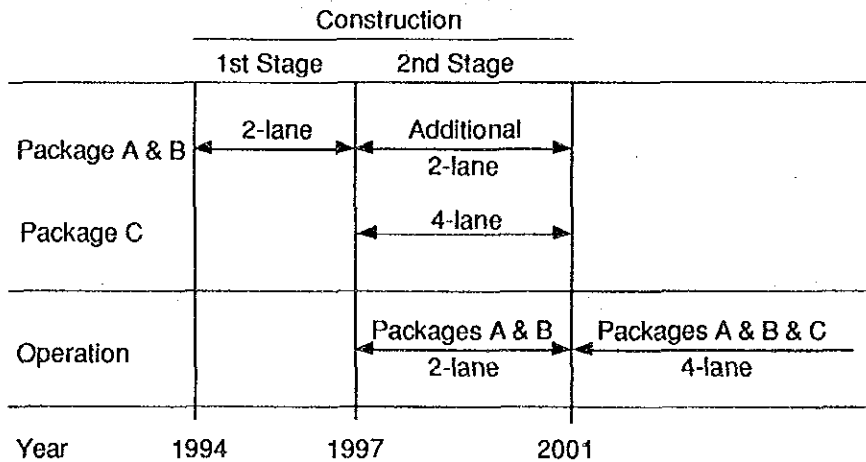 Construction
1st Stage 2nd Stage
Package A & B 2-lane Additional
2-lane
Package C 4-lane
Packages A & B Packages A & B & C
Operation
2-lane 4-lane
Year 1994 1997 2001